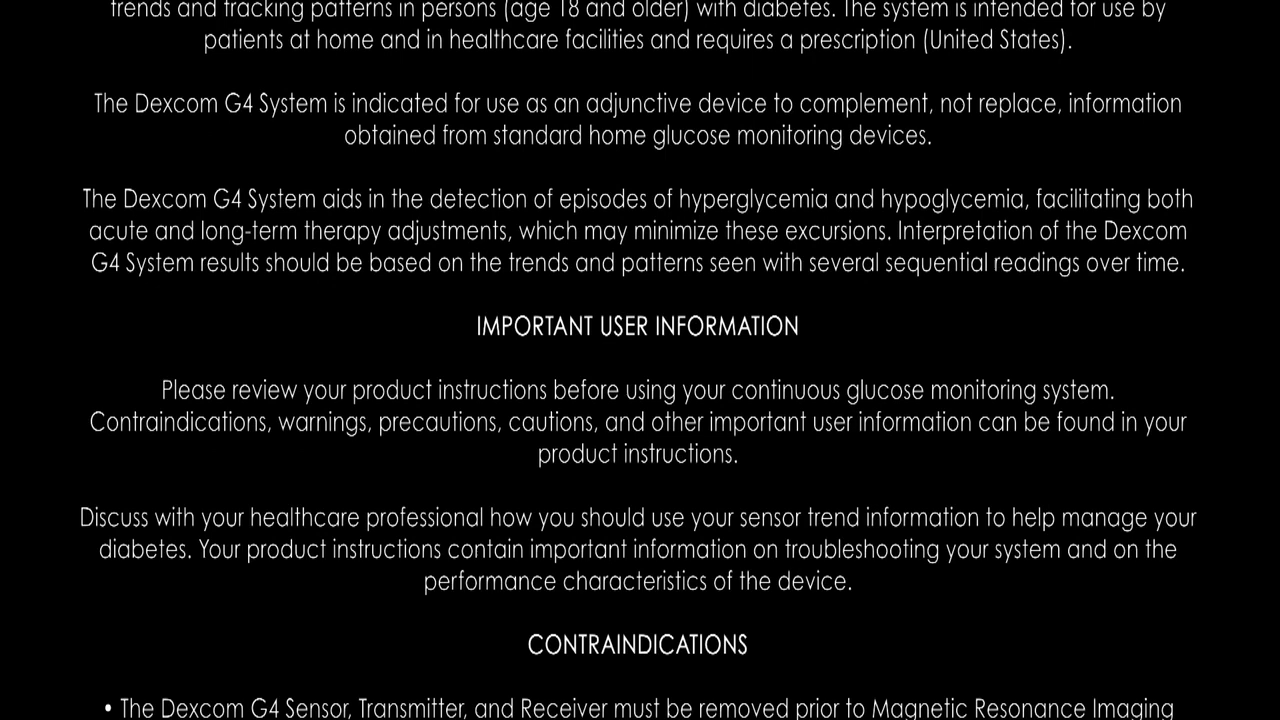 trends and tracking patterns in persons (age 18 and older) with diabetes. The system is intended for use by
patients at home and in healthcare facilities and requires a prescription (United States).
The Dexcom G4 System is indicated for use as an adjunctive device to complement, not replace, information
obtained from standard home glucose monitoring devices.
The Dexcom G4 System aids in the detection of episodes of hyperglycemia and hypoglycemia, facilitating both
acute and long-term therapy adjustments, which may minimize these excursions. Interpretation of the Dexcom
G4 System results should be based on the trends and patterns seen with several sequential readings over time.
IMPORTANT USER INFORMATION
Please review your product instructions before using your continuous glucose monitoring system.
Contraindications, warnings, precautions, cautions, and other important user information can be found in your
product instructions.
Discuss with your healthcare professional how you should use your sensor trend information to help manage your
diabetes. Your product instructions contain important information on troubleshooting your system and on the
performance characteristics of the device.
CONTRAINDICATIONS
• The Dexcom G4 Sensor, Transmitter, and Receiver must be removed prior to Magnetic Resonance Imaging